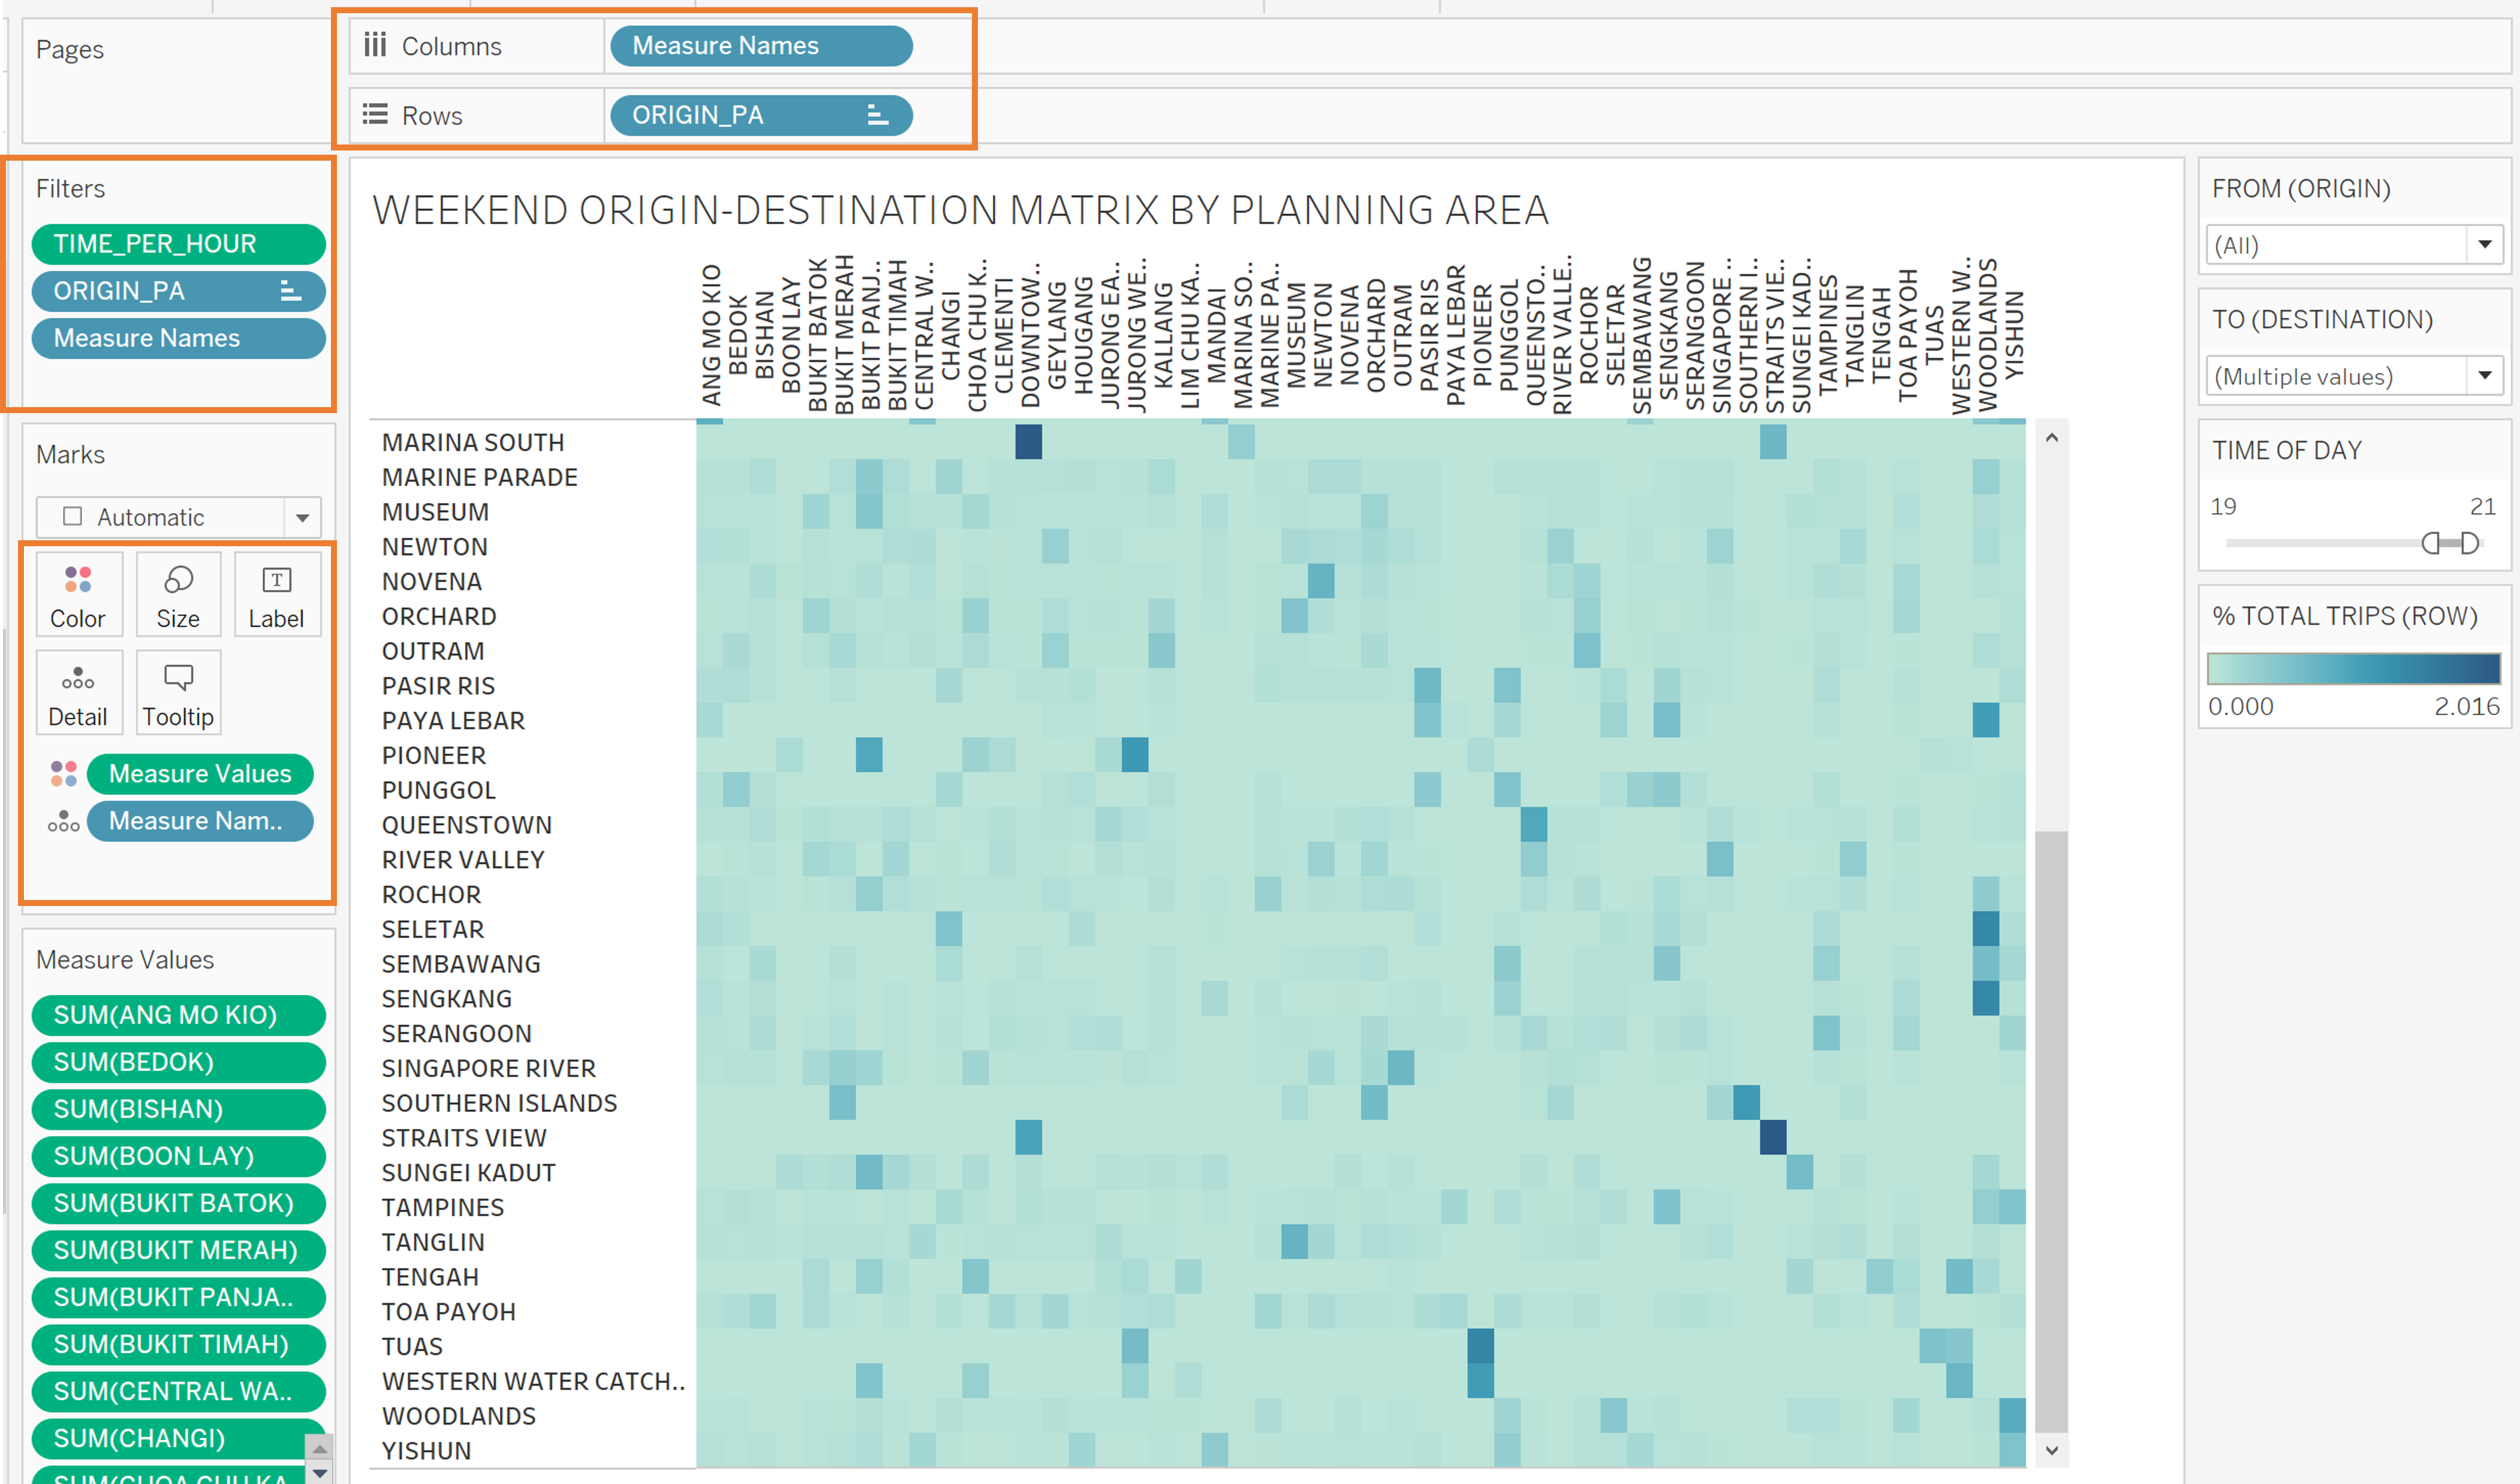 Pages
Columns
Measure Names
Rows
ORIGIN_PA
Filters
TIME_PER_HOUR
ORIGIN_PA
Measure Names
Marks
Automatic
Color
Size
Label
Detail
Tooltip
Measure Values
Measure Nam..
Measure Values
SUM(ANG MO KIO)
SUM(BEDOK)
SUM(BISHAN)
SUM(BOON LAY)
SUM(BUKIT BATOK)
SUM(BUKIT MERAH)
SUM(BUKIT PANJA..
SUM(BUKIT TIMAH)
SUM(CENTRAL WA..
SUM(CHANGI)
SUM(CHOA CHU KA
WEEKEND ORIGIN-DESTINATION MATRIX BY PLANNING AREA
ANG MO KIO
BEDOK
BISHAN
BOON LAY
BUKIT BATOK
BUKIT MERAH
BUKIT PANJ..
BUKIT TIMAH
CENTRAL W..
CHANGI
CHOA CHU K..
CLEMENTI
DOWNTOW..
GEYLANG
HOUGANG
JURONG EA..
JURONG WE..
KALLANG
LIM CHU KA..
MANDAI
MARINA SO..
MARINE PA..
MUSEUM
NEWTON
NOVENA
ORCHARD
OUTRAM
PASIR RIS
PAYA LEBAR
PIONEER
PUNGGOL
QUEENSTO..
RIVER VALLE..
ROCHOR
SELETAR
SEMBAWANG
SENGKANG
SERANGOON
SINGAPORE ..
SOUTHERN I..
STRAITS VIE..
SUNGEI KAD..
TAMPINES
TANGLIN
TENGAH
TOA PAYOH
TUAS
WESTERN W..
WOODLANDS
YISHUN
MARINA SOUTH
MARINE PARADE
MUSEUM
NEWTON
NOVENA
ORCHARD
OUTRAM
PASIR RIS
PAYA LEBAR
PIONEER
PUNGGOL
QUEENSTOWN
RIVER VALLEY
ROCHOR
SELETAR
SEMBAWANG
SENGKANG
SERANGOON
SINGAPORE RIVER
SOUTHERN ISLANDS
STRAITS VIEW
SUNGEI KADUT
TAMPINES
TANGLIN
TENGAH
TOA PAYOH
TUAS
WESTERN WATER CATCH..
WOODLANDS
YISHUN
FROM (ORIGIN)
(All)
TO (DESTINATION)
(Multiple values)
TIME OF DAY
19 21
% TOTAL TRIPS (ROW)
0.000 2.016